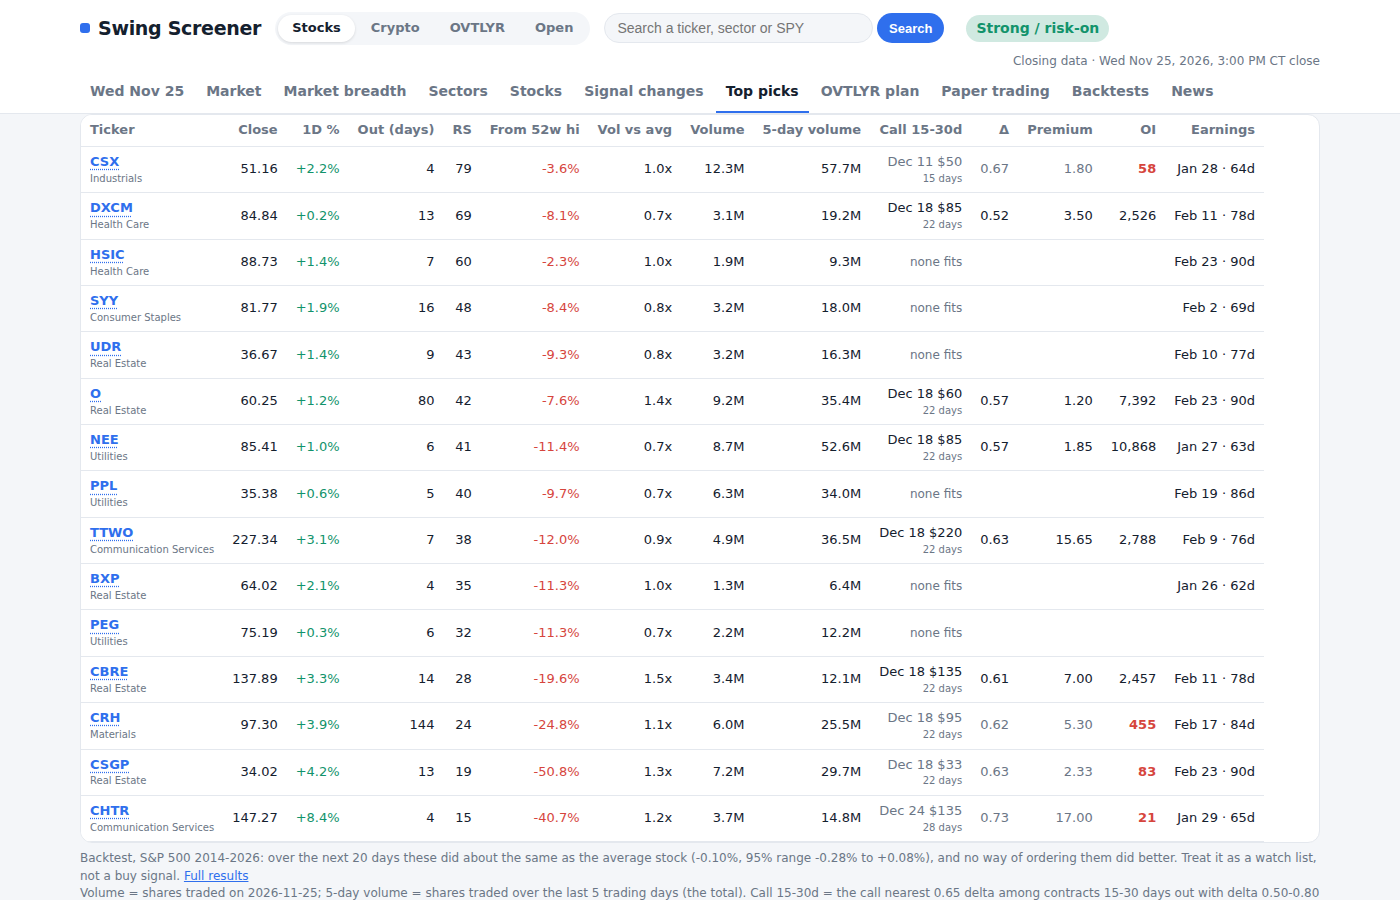 Swing Screener Stocks Crypto OVTLYR Open Search a ticker, sector or SPY Search Strong / risk-on
Closing data · Wed Nov 25, 2026, 3:00 PM CT close
Wed Nov 25 Market Market breadth Sectors Stocks Signal changes Top picks OVTLYR plan Paper trading Backtests News
Ticker Close 1D % Out (days) RS From 52w hi Vol vs avg Volume 5-day volume Call 15-30d Δ Premium OI Earnings
CSX 51.16 +2.2% 4 79 -3.6% 1.0x 12.3M 57.7M Dec 11 $50 0.67 1.80 58 Jan 28 · 64d
Industrials 15 days
DXCM 84.84 +0.2% 13 69 -8.1% 0.7x 3.1M 19.2M Dec 18 $85 0.52 3.50 2,526 Feb 11 · 78d
Health Care 22 days
HSIC 88.73 +1.4% 7 60 -2.3% 1.0x 1.9M 9.3M none fits Feb 23 · 90d
Health Care
SYY 81.77 +1.9% 16 48 -8.4% 0.8x 3.2M 18.0M none fits Feb 2 · 69d
Consumer Staples
UDR 36.67 +1.4% 9 43 -9.3% 0.8x 3.2M 16.3M none fits Feb 10 · 77d
Real Estate
O 60.25 +1.2% 80 42 -7.6% 1.4x 9.2M 35.4M Dec 18 $60 0.57 1.20 7,392 Feb 23 · 90d
Real Estate 22 days
NEE 85.41 +1.0% 6 41 -11.4% 0.7x 8.7M 52.6M Dec 18 $85 0.57 1.85 10,868 Jan 27 · 63d
Utilities 22 days
PPL 35.38 +0.6% 5 40 -9.7% 0.7x 6.3M 34.0M none fits Feb 19 · 86d
Utilities
TTWO 227.34 +3.1% 7 38 -12.0% 0.9x 4.9M 36.5M Dec 18 $220 0.63 15.65 2,788 Feb 9 · 76d
Communication Services 22 days
BXP 64.02 +2.1% 4 35 -11.3% 1.0x 1.3M 6.4M none fits Jan 26 · 62d
Real Estate
PEG 75.19 +0.3% 6 32 -11.3% 0.7x 2.2M 12.2M none fits
Utilities
CBRE 137.89 +3.3% 14 28 -19.6% 1.5x 3.4M 12.1M Dec 18 $135 0.61 7.00 2,457 Feb 11 · 78d
Real Estate 22 days
CRH 97.30 +3.9% 144 24 -24.8% 1.1x 6.0M 25.5M Dec 18 $95 0.62 5.30 455 Feb 17 · 84d
Materials 22 days
CSGP 34.02 +4.2% 13 19 -50.8% 1.3x 7.2M 29.7M Dec 18 $33 0.63 2.33 83 Feb 23 · 90d
Real Estate 22 days
CHTR 147.27 +8.4% 4 15 -40.7% 1.2x 3.7M 14.8M Dec 24 $135 0.73 17.00 21 Jan 29 · 65d
Communication Services 28 days
Backtest, S&P 500 2014-2026: over the next 20 days these did about the same as the average stock (-0.10%, 95% range -0.28% to +0.08%), and no way of ordering them did better. Treat it as a watch list,
not a buy signal. Full results
Volume = shares traded on 2026-11-25; 5-day volume = shares traded over the last 5 trading days (the total). Call 15-30d = the call nearest 0.65 delta among contracts 15-30 days out with delta 0.50-0.80